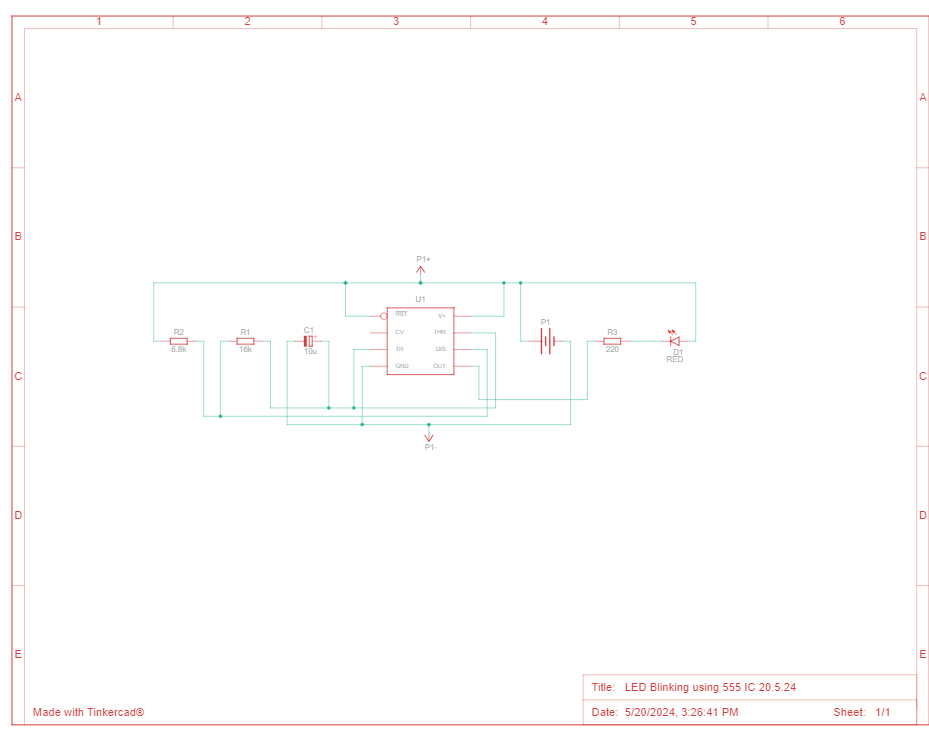 1 2 3 4 5 6
A A
B B
P1+
U1
RST V+
P1
R2 R1 C1 CV THR R3
6.8k 16k 10u TR DIS 220 D1
RED
GND OUT
C C
P1-
D D
E E
Title: LED Blinking using 555 IC 20.5.24
Made with Tinkercad® Date: 5/20/2024, 3:26:41 PM Sheet: 1/1